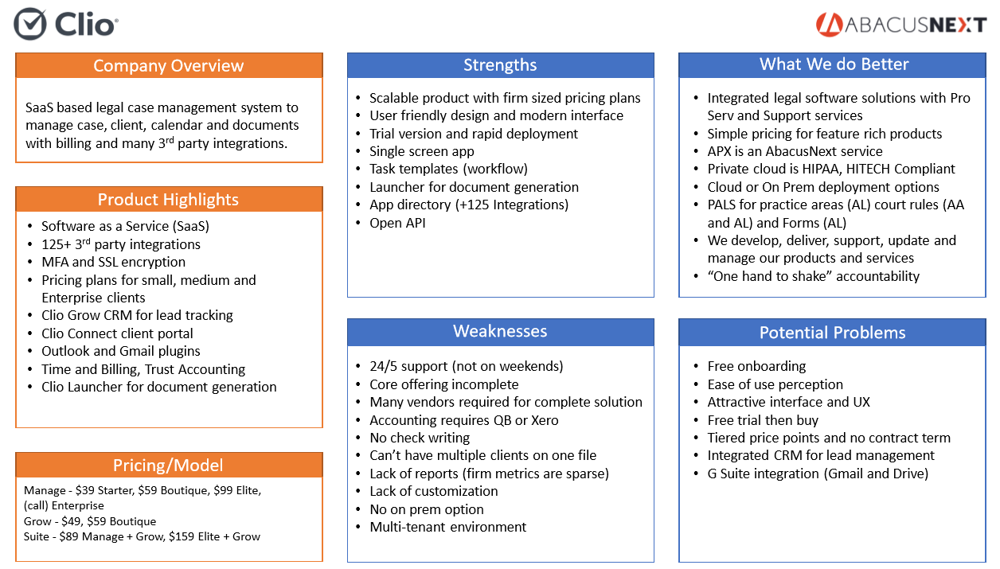 Clio®
ABACUSNEXT
Company Overview
SaaS based legal case management system to
manage case, client, calendar and documents
with billing and many 3rd party integrations.
Product Highlights
• Software as a Service (SaaS)
• 125+ 3rd party integrations
• MFA and SSL encryption
• Pricing plans for small, medium and
Enterprise clients
• Clio Grow CRM for lead tracking
• Clio Connect client portal
• Outlook and Gmail plugins
• Time and Billing, Trust Accounting
• Clio Launcher for document generation
Pricing/Model
Manage - $39 Starter, $59 Boutique, $99 Elite,
(call) Enterprise
Grow - $49, $59 Boutique
Suite - $89 Manage + Grow, $159 Elite + Grow
Strengths
• Scalable product with firm sized pricing plans
• User friendly design and modern interface
• Trial version and rapid deployment
• Single screen app
• Task templates (workflow)
• Launcher for document generation
• App directory (+125 Integrations)
• Open API
Weaknesses
• 24/5 support (not on weekends)
• Core offering incomplete
• Many vendors required for complete solution
• Accounting requires QB or Xero
• No check writing
• Can’t have multiple clients on one file
• Lack of reports (firm metrics are sparse)
• Lack of customization
• No on prem option
• Multi-tenant environment
What We do Better
• Integrated legal software solutions with Pro
Serv and Support services
• Simple pricing for feature rich products
• APX is an AbacusNext service
• Private cloud is HIPAA, HITECH Compliant
• Cloud or On Prem deployment options
• PALS for practice areas (AL) court rules (AA
and AL) and Forms (AL)
• We develop, deliver, support, update and
manage our products and services
• “One hand to shake” accountability
Potential Problems
• Free onboarding
• Ease of use perception
• Attractive interface and UX
• Free trial then buy
• Tiered price points and no contract term
• Integrated CRM for lead management
• G Suite integration (Gmail and Drive)